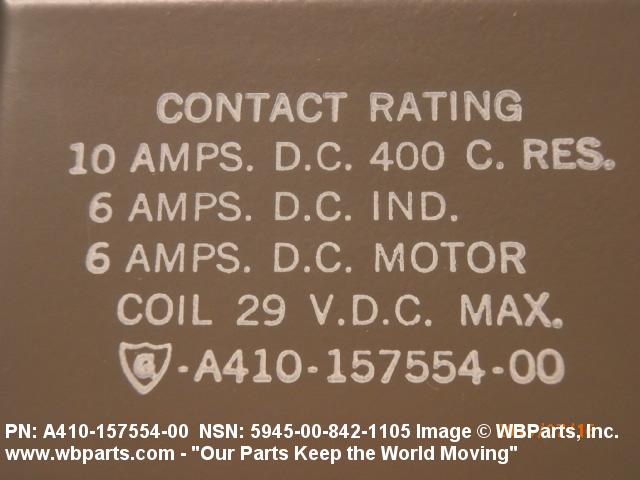 CONTACT RATING
10 AMPS. D.C. 400 C. RES.
6 AMPS. D.C. IND.
6 AMPS. D.C. MOTOR
COIL 29 V.D.C. MAX.
G-A410-157554-00
PN: A410-157554-00 NSN: 5945-00-842-1105 Image © WBParts, Inc.
www.wbparts.com - "Our Parts Keep the World Moving"